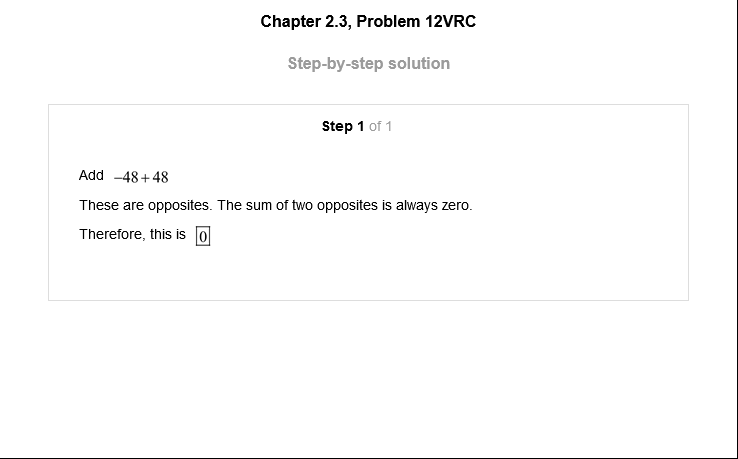 Chapter 2.3, Problem 12VRC
Step-by-step solution
Step 1 of 1
Add −48+48
These are opposites. The sum of two opposites is always zero.
Therefore, this is 0